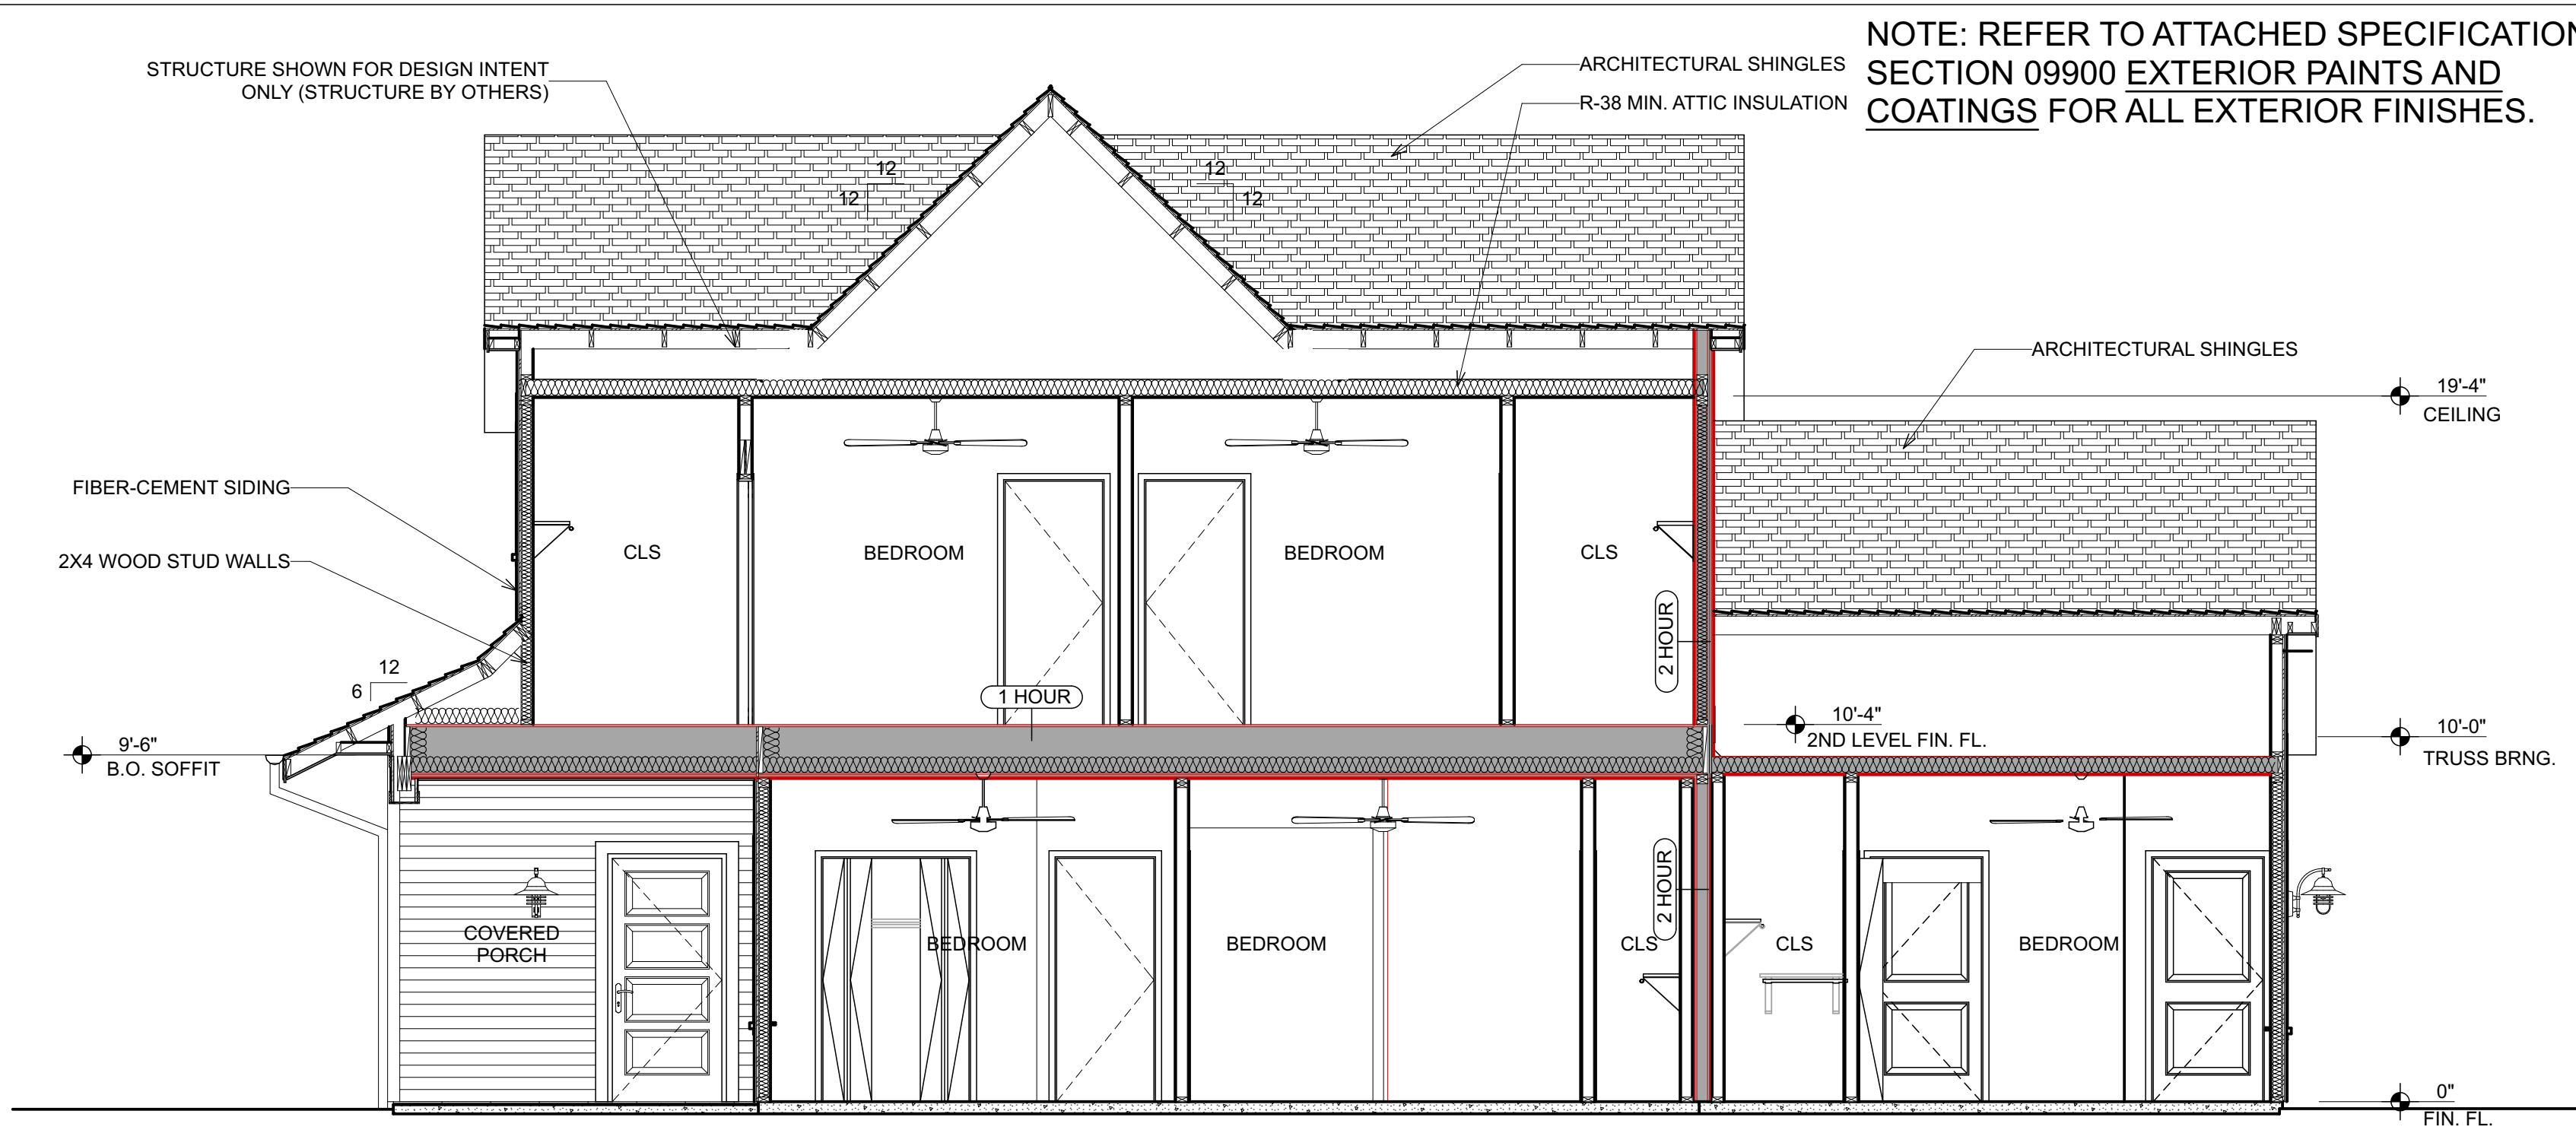 NOTE: REFER TO ATTACHED SPECIFICATION
SECTION 09900 EXTERIOR PAINTS AND
COATINGS FOR ALL EXTERIOR FINISHES.
STRUCTURE SHOWN FOR DESIGN INTENT
ONLY (STRUCTURE BY OTHERS)
ARCHITECTURAL SHINGLES
R-38 MIN. ATTIC INSULATION
12
12
12
12
ARCHITECTURAL SHINGLES
19'-4"
CEILING
FIBER-CEMENT SIDING
2X4 WOOD STUD WALLS
CLS
BEDROOM
BEDROOM
CLS
2 HOUR
12
6
1 HOUR
9'-6"
B.O. SOFFIT
10'-4"
2ND LEVEL FIN. FL.
10'-0"
TRUSS BRNG.
2 HOUR
COVERED
PORCH
BEDROOM
BEDROOM
CLS
CLS
BEDROOM
0"
FIN. FL.